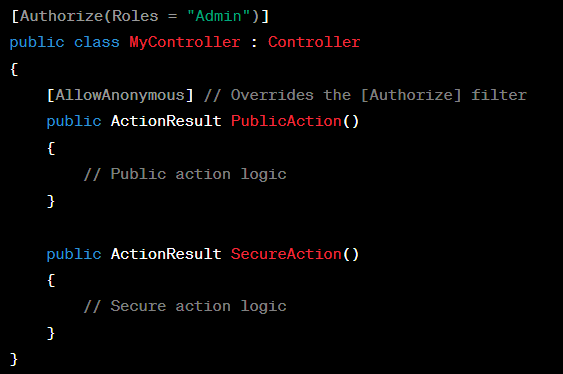 [Authorize(Roles = "Admin")]
public class MyController : Controller
{
    [AllowAnonymous] // Overrides the [Authorize] filter
    public ActionResult PublicAction()
    {
        // Public action logic
    }

    public ActionResult SecureAction()
    {
        // Secure action logic
    }
}